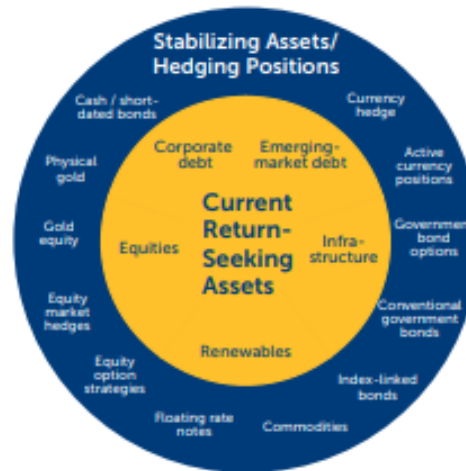 Stabilizing Assets/
Hedging Positions
Cash / short-
dated bonds
Currency
hedge
Corporate
debt
Emerging-
market debt
Physical
gold
Active
currency
positions
Current
Return-
Seeking
Assets
Gold
equity
Equities
Infra-
structure
Government
bond
options
Equity
market
hedges
Conventional
government
bonds
Renewables
Equity
option
strategies
Index-linked
bonds
Floating rate
notes
Commodities